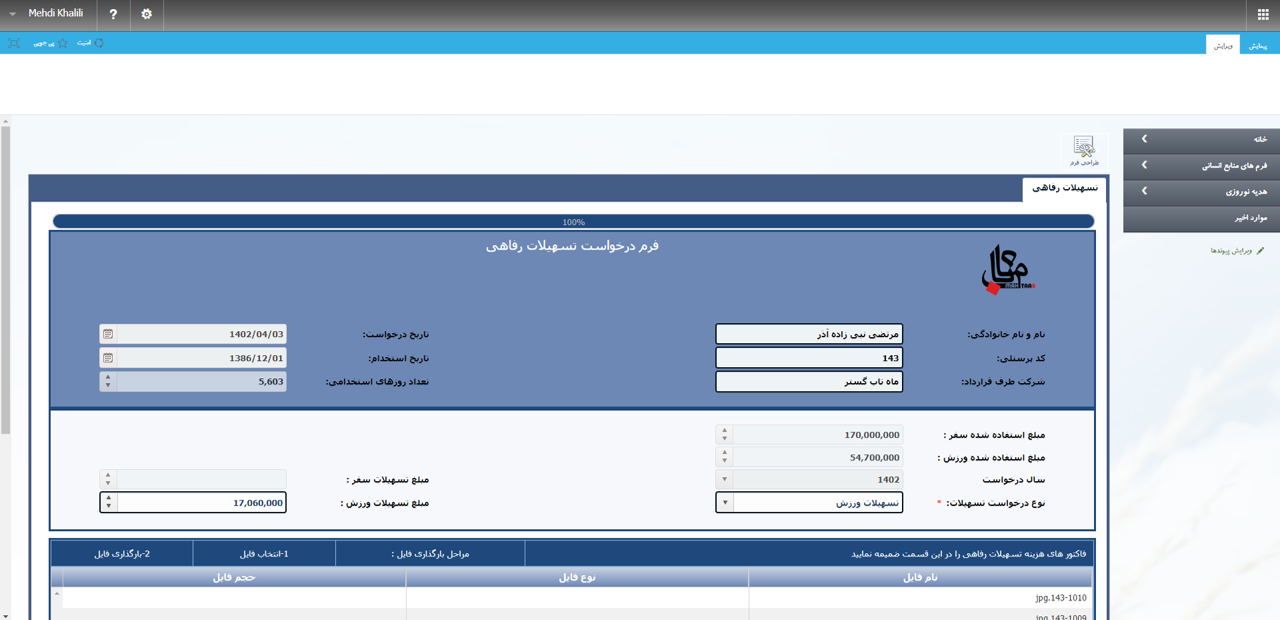 Mehdi Khalili
?
پیمایش
ویرایش
امنیت
پی جویی
خانه
فرم های منابع انسانی
هدیه نوروزی
موارد اخیر
ویرایش پیوندها
طراحی فرم
تسهیلات رفاهی
100%
فرم درخواست تسهیلات رفاهی
MAHTAAB
نام و نام خانوادگی: مرتضی نبی زاده آذر تاریخ درخواست: 1402/04/03
کد پرسنلی: 143 تاریخ استخدام: 1386/12/01
شرکت طرف قرارداد: ماه تاب گستر تعداد روزهای استخدامی: 5,603
مبلغ استفاده شده سفر : 170,000,000
مبلغ استفاده شده ورزش : 54,700,000
سال درخواست 1402 مبلغ تسهیلات سفر :
نوع درخواست تسهیلات: * تسهیلات ورزش مبلغ تسهیلات ورزش : 17,060,000
فاکتور های هزینه تسهیلات رفاهی را در این قسمت ضمیمه نمایید مراحل بارگذاری فایل : 1-انتخاب فایل 2-بارگذاری فایل
نام فایل نوع فایل حجم فایل
jpg.143-1010
jpg.143-1009